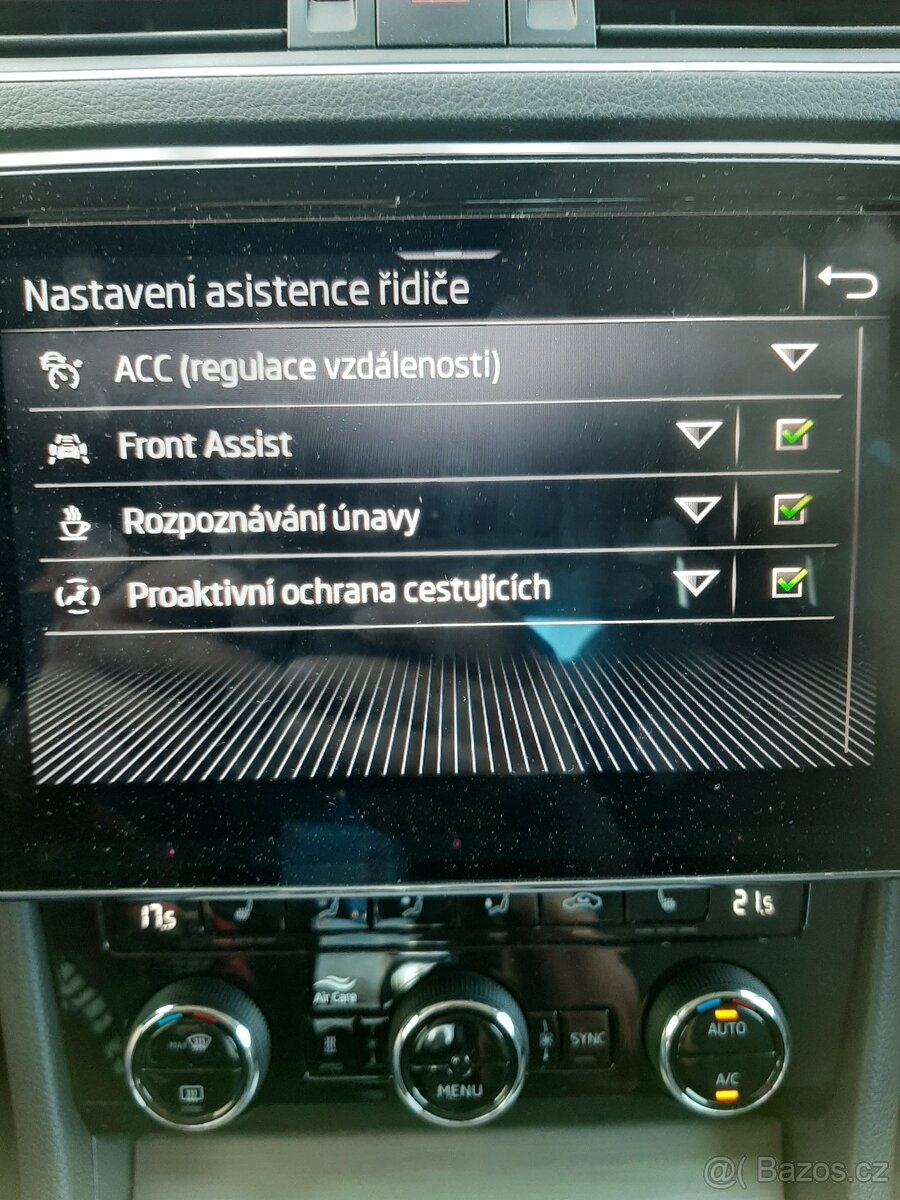 Nastavení asistence řidiče
ACC (regulace vzdálenosti)
Front Assist
Rozpoznávání únavy
Proaktivní ochrana cestujících
17,5
21,5
Air Care
MAX
SYNC
AUTO
MENU
A/C
@( Bazos.cz